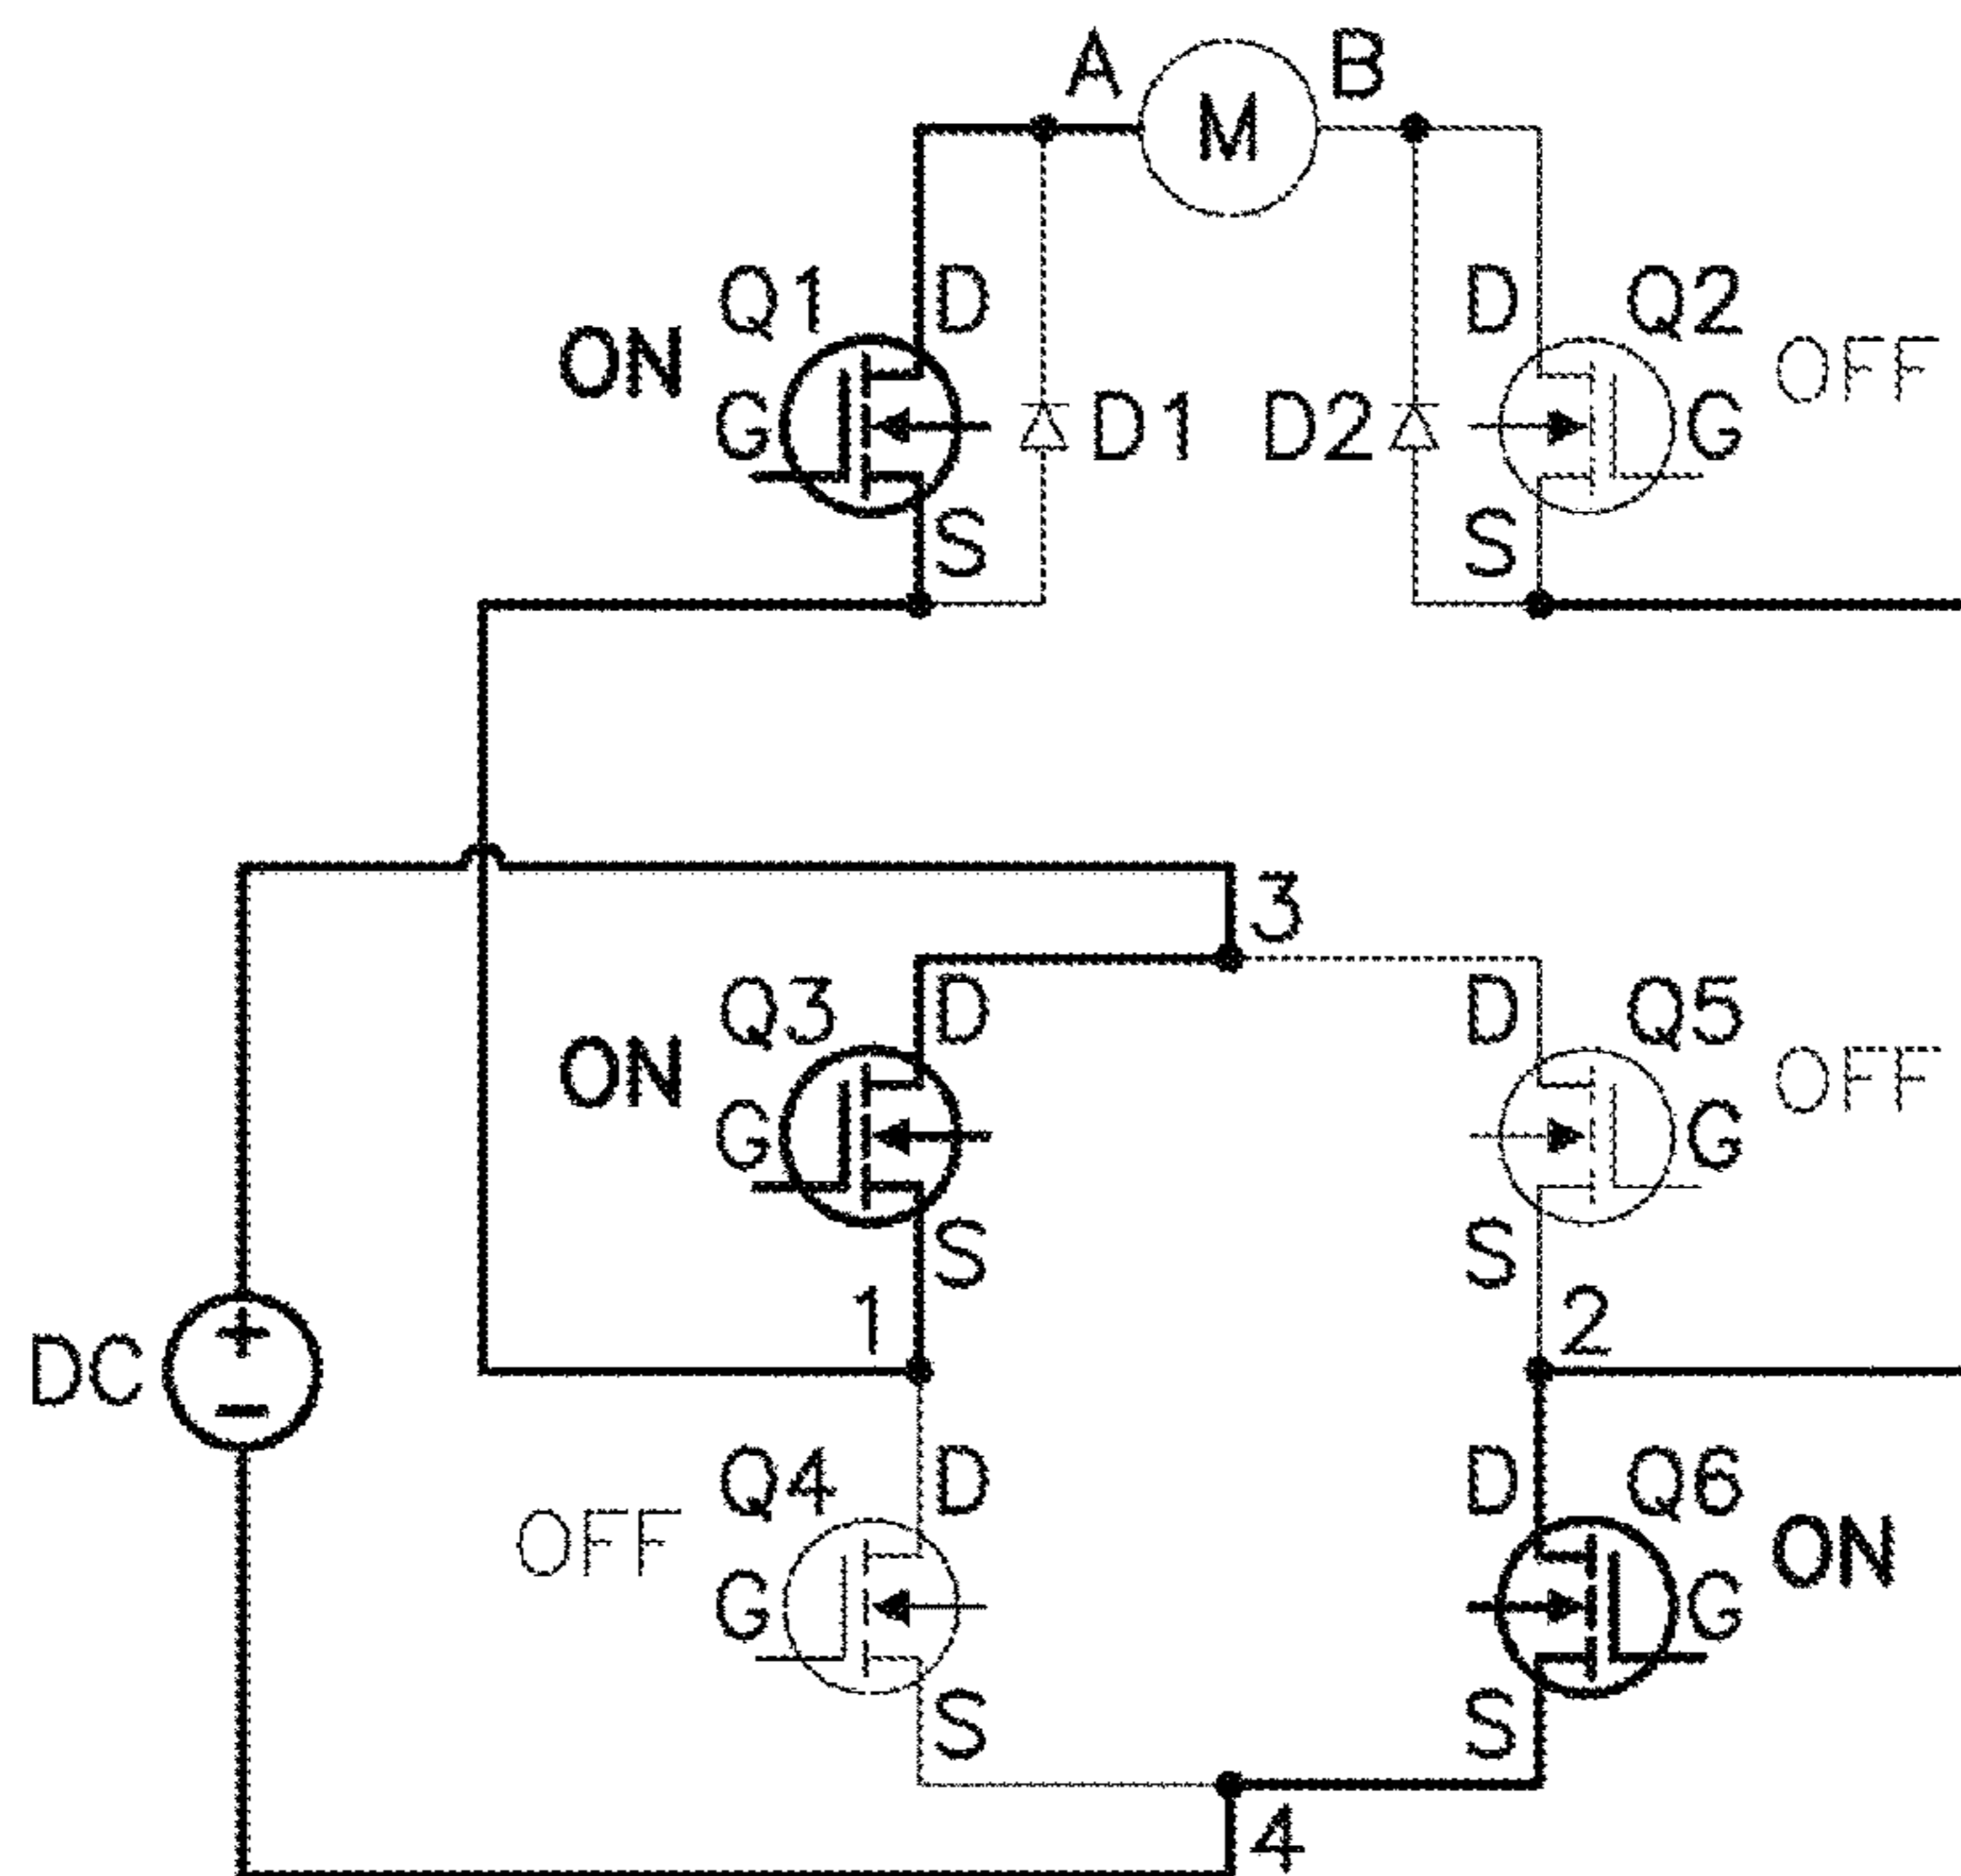 A M B
Q1 D D Q2
ON OFF
G D1 D2 G
S S
3
Q3 D D Q5
ON OFF
G G
S S
1 2
DC + −
Q4 D D Q6
OFF ON
G G
S S
4